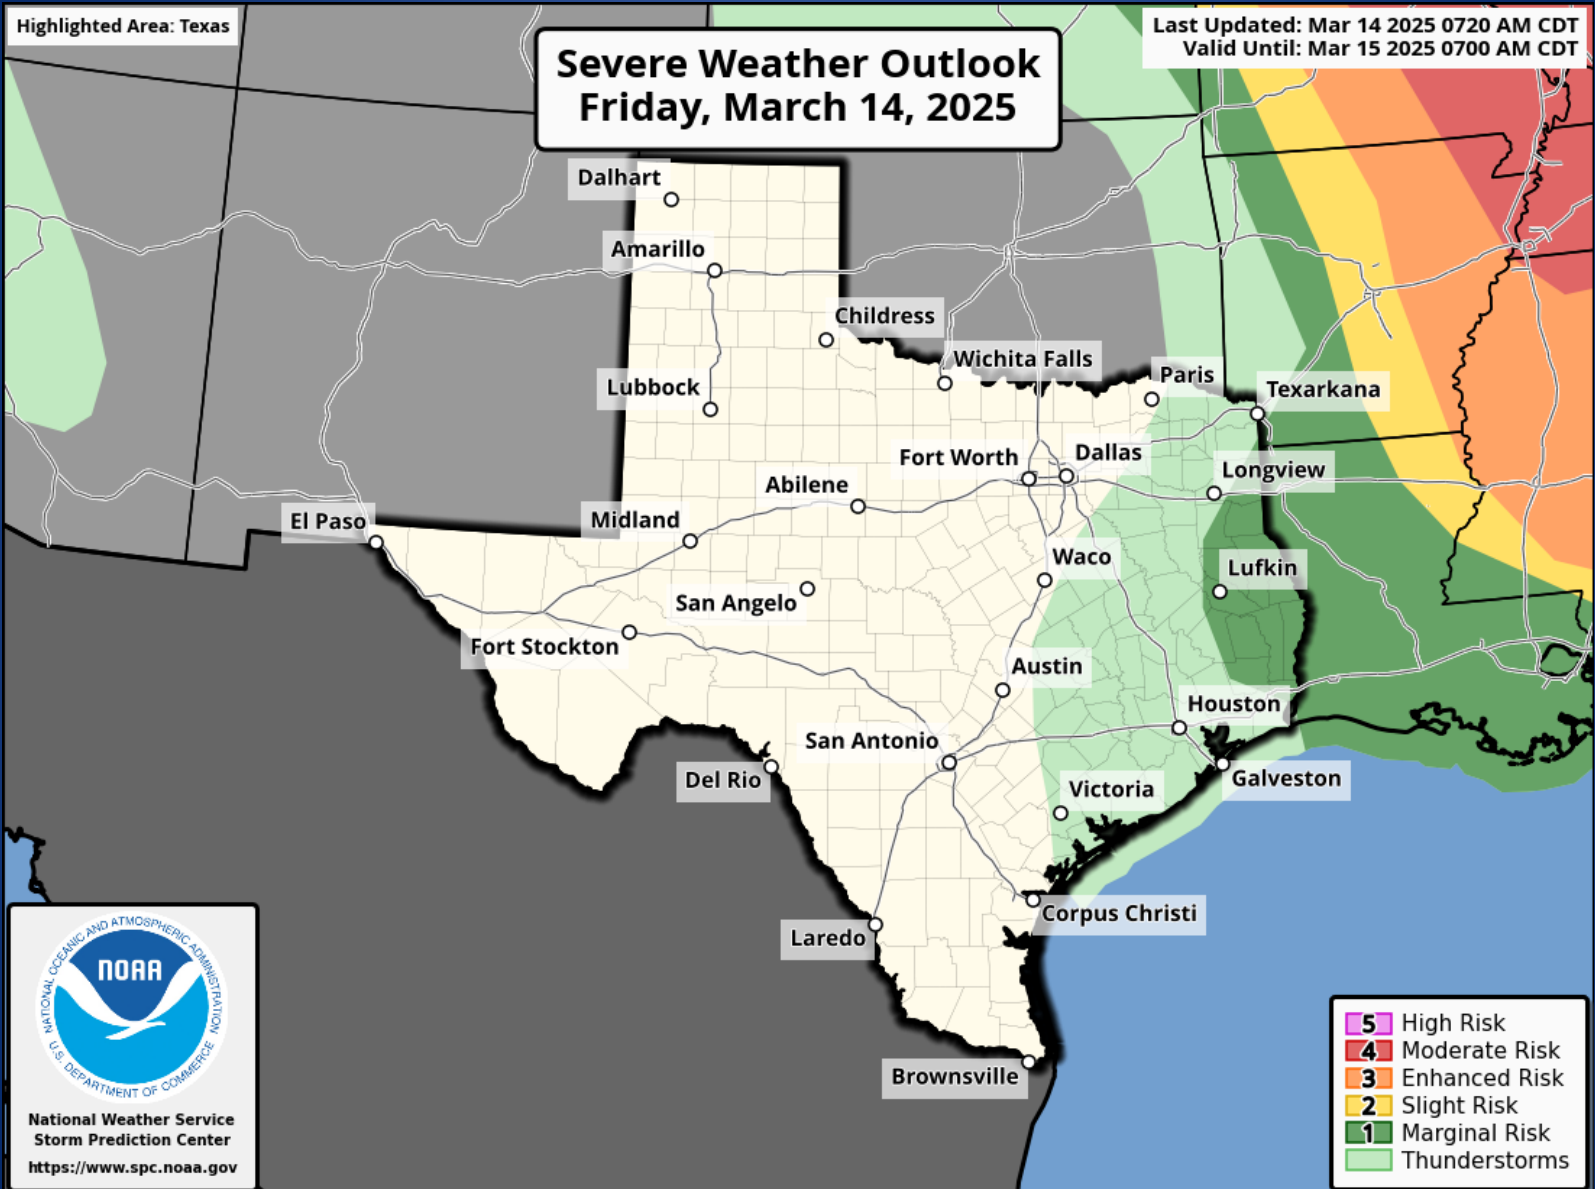 Highlighted Area: Texas
Severe Weather Outlook
Friday, March 14, 2025
Last Updated: Mar 14 2025 0720 AM CDT
Valid Until: Mar 15 2025 0700 AM CDT
Dalhart
Amarillo
Childress
Wichita Falls
Paris
Texarkana
Lubbock
Fort Worth
Dallas
Longview
Abilene
Midland
El Paso
Waco
Lufkin
San Angelo
Fort Stockton
Austin
Houston
San Antonio
Del Rio
Galveston
Victoria
Corpus Christi
Laredo
Brownsville
NATIONAL OCEANIC AND ATMOSPHERIC ADMINISTRATION
NOAA
U.S. DEPARTMENT OF COMMERCE
National Weather Service
Storm Prediction Center
https://www.spc.noaa.gov
5 High Risk
4 Moderate Risk
3 Enhanced Risk
2 Slight Risk
1 Marginal Risk
Thunderstorms